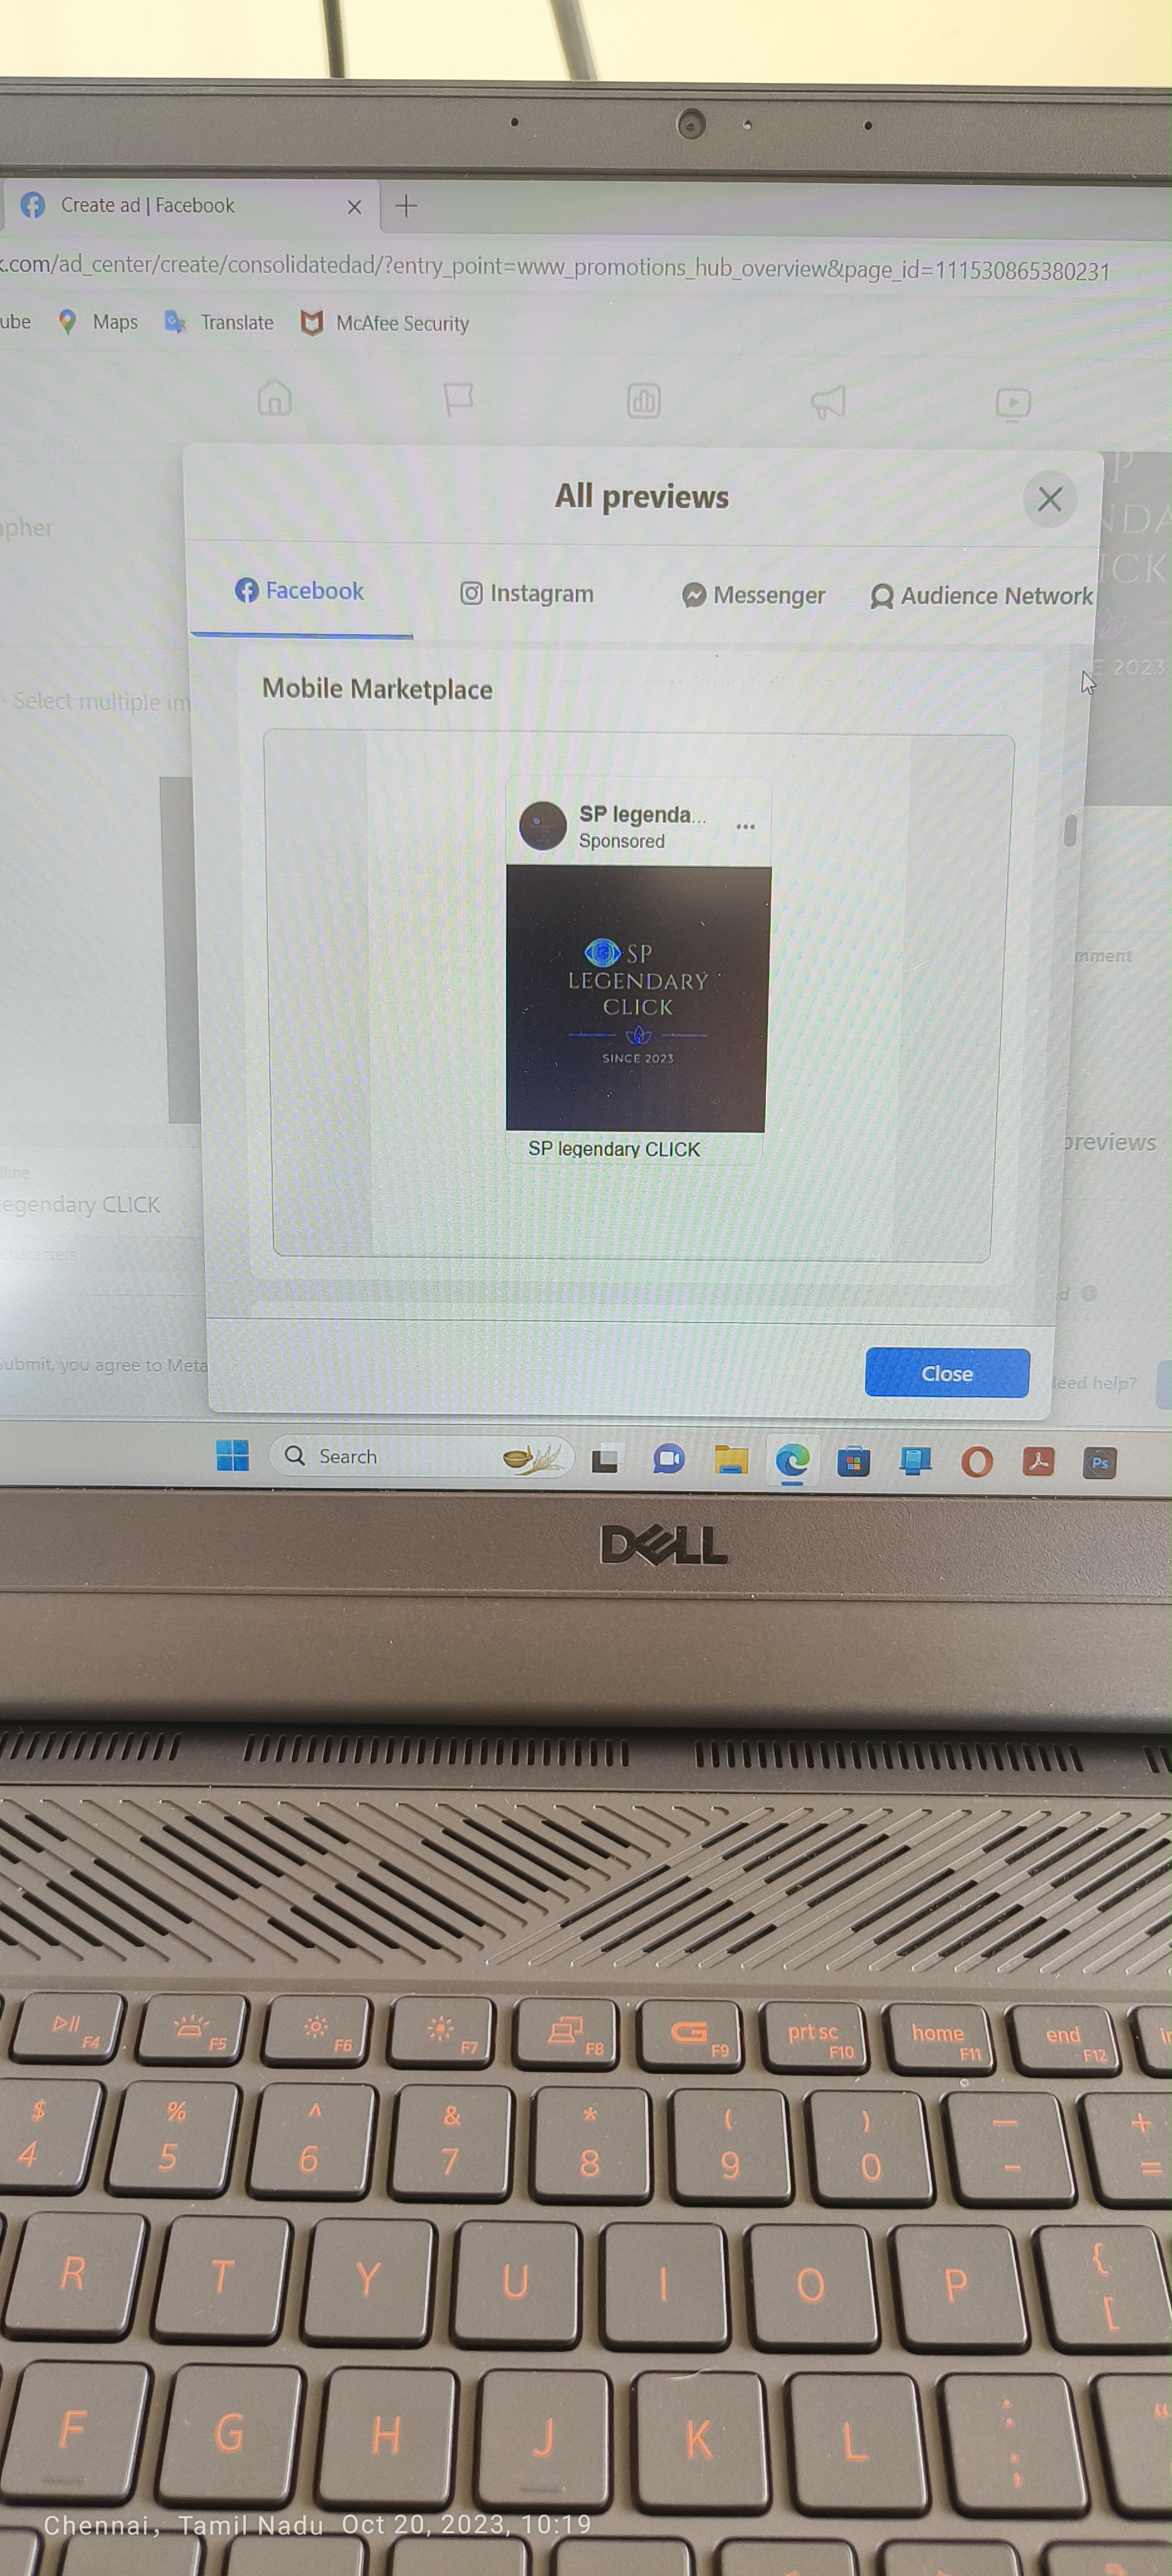 Create ad | Facebook
k.com/ad_center/create/consolidatedad/?entry_point=www_promotions_hub_overview&page_id=111530865380231
ube Maps Translate McAfee Security
All previews
apher
Facebook Instagram Messenger Audience Network
E 2023
Mobile Marketplace
· Select multiple im
SP legenda...
Sponsored
SP
LEGENDARY
CLICK
SINCE 2023
SP legendary CLICK
mment
previews
egendary CLICK
Submit, you agree to Meta
Close
eed help?
Search
Ps
DELL
F4 F5 F6 F7 F8 G F9 prt sc F10 home F11 end F12
$ % ^ & * ( ) — +
4 5 6 7 8 9 0 - =
R T Y U I O P { [
F G H J K L : ; “
Chennai, Tamil Nadu Oct 20, 2023, 10:19